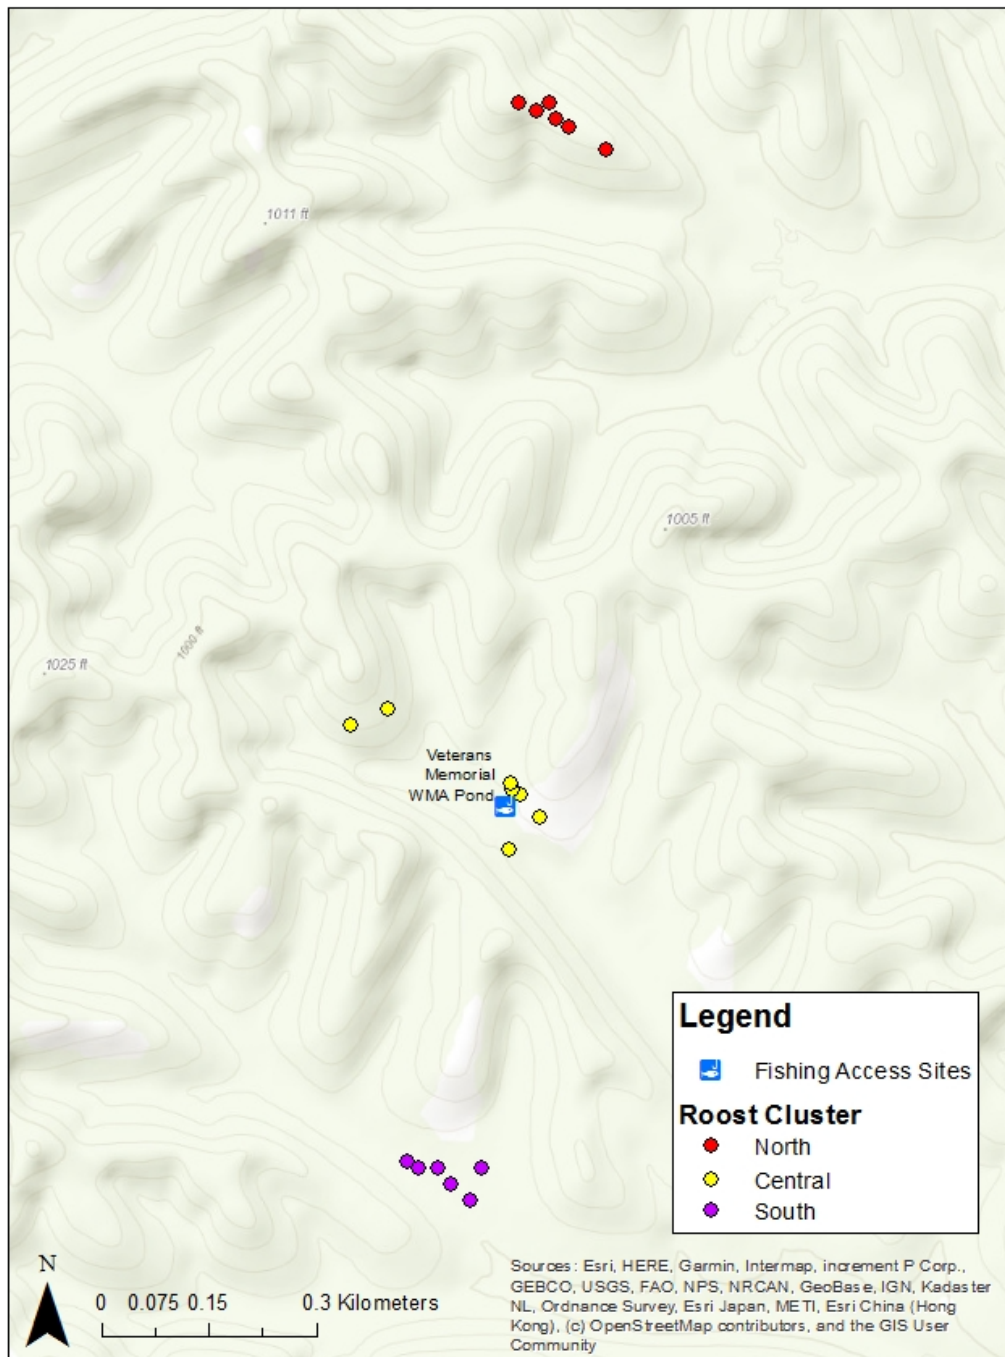 1011 ft
1005 ft
1000 ft
1025 ft
Veterans
Memorial
WMA Pond
Legend
Fishing Access Sites
Roost Cluster
North
Central
South
N
0 0.075 0.15 0.3 Kilometers
Sources: Esri, HERE, Garmin, Intermap, increment P Corp.,
GEBCO, USGS, FAO, NPS, NRCAN, GeoBase, IGN, Kadaster
NL, Ordnance Survey, Esri Japan, METI, Esri China (Hong
Kong), (c) OpenStreetMap contributors, and the GIS User
Community